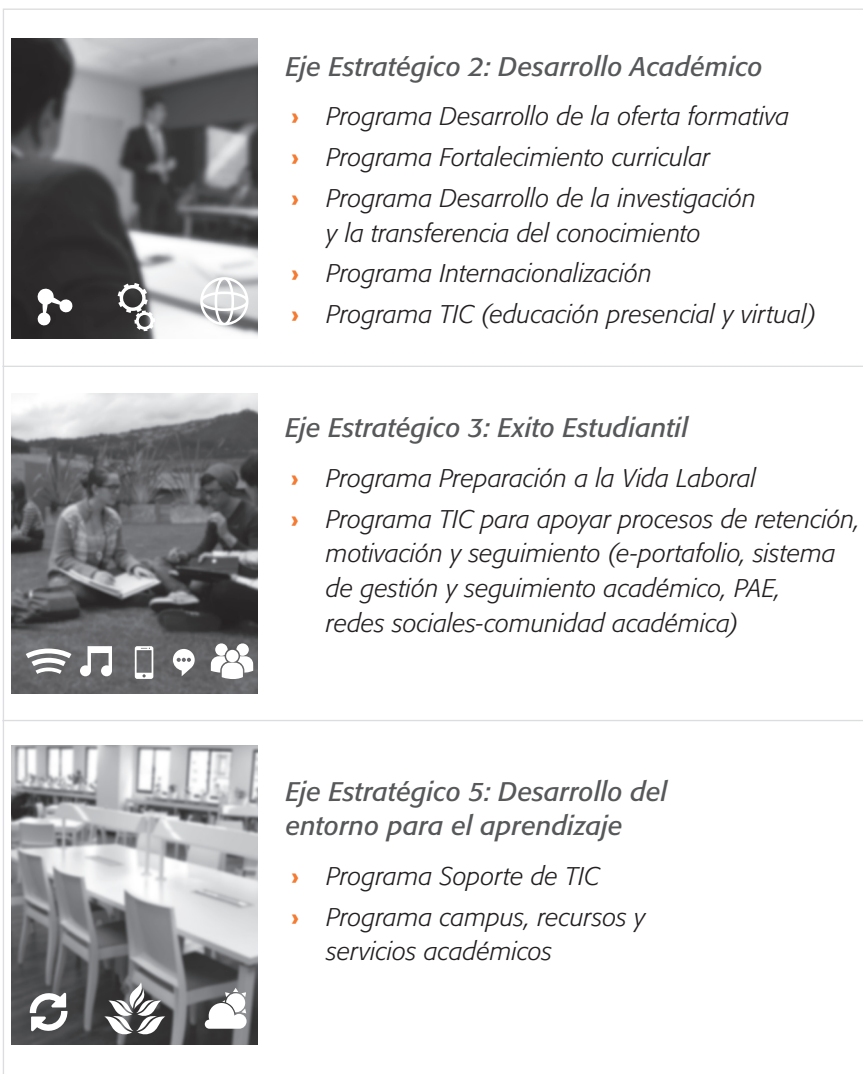 Eje Estratégico 2: Desarrollo Académico
› Programa Desarrollo de la oferta formativa
› Programa Fortalecimiento curricular
› Programa Desarrollo de la investigación
y la transferencia del conocimiento
› Programa Internacionalización
› Programa TIC (educación presencial y virtual)
Eje Estratégico 3: Exito Estudiantil
› Programa Preparación a la Vida Laboral
› Programa TIC para apoyar procesos de retención,
motivación y seguimiento (e-portafolio, sistema
de gestión y seguimiento académico, PAE,
redes sociales-comunidad académica)
Eje Estratégico 5: Desarrollo del
entorno para el aprendizaje
› Programa Soporte de TIC
› Programa campus, recursos y
servicios académicos